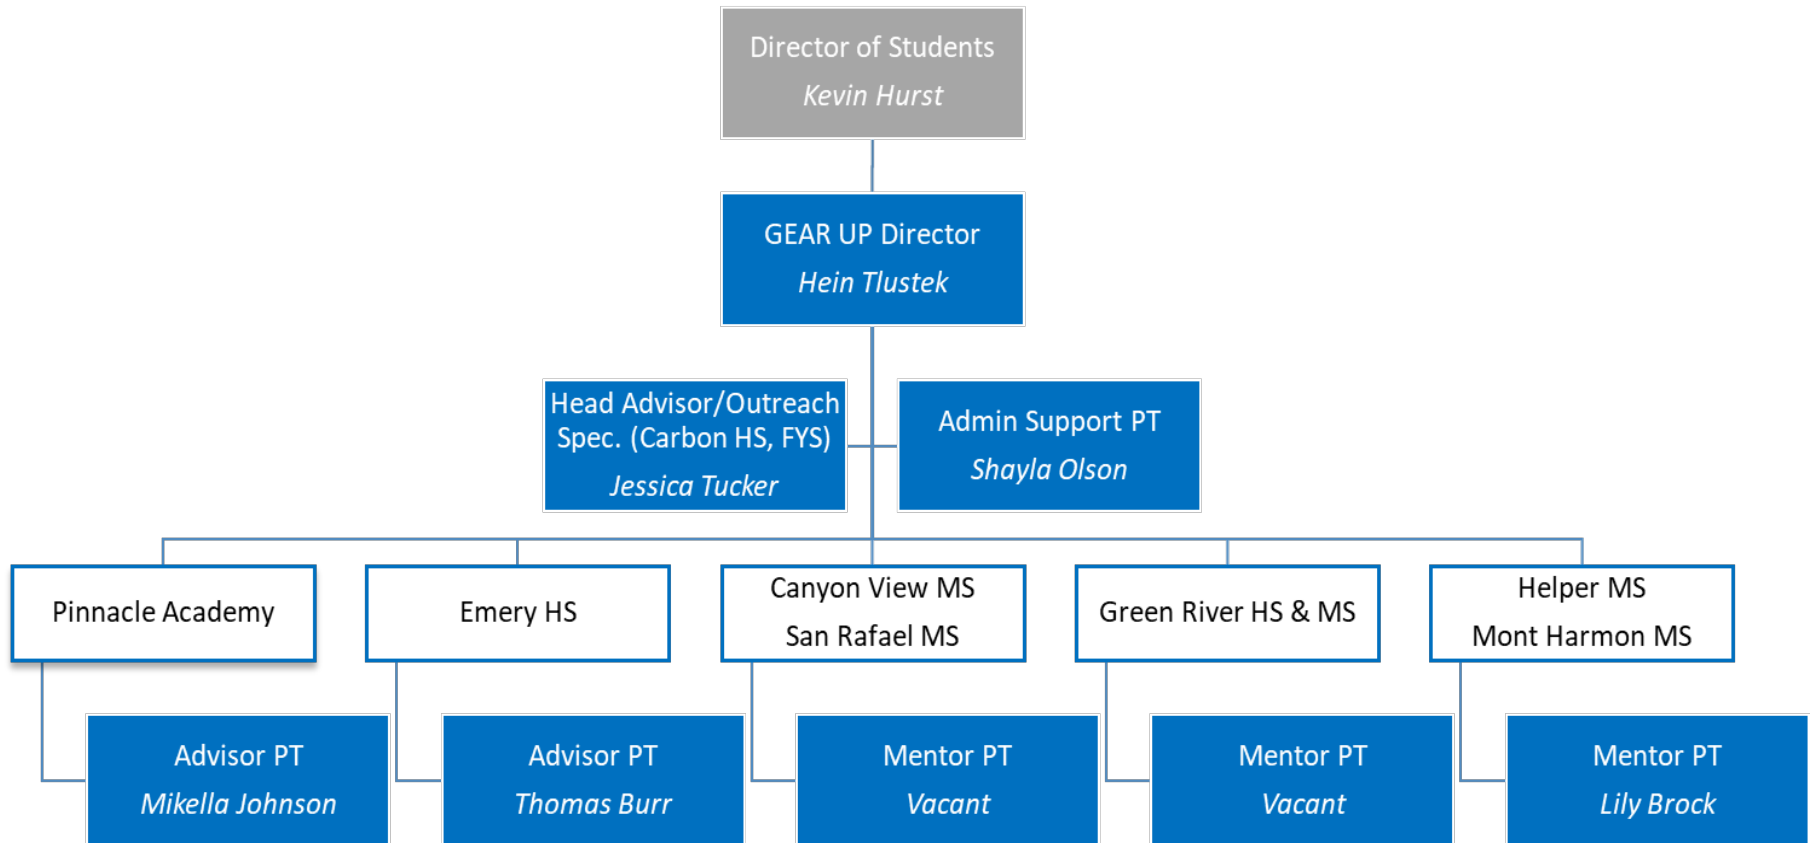 Director of Students
Kevin Hurst
GEAR UP Director
Hein Tlustek
Head Advisor/Outreach
Spec. (Carbon HS, FYS)
Jessica Tucker
Admin Support PT
Shayla Olson
Pinnacle Academy
Emery HS
Canyon View MS
San Rafael MS
Green River HS & MS
Helper MS
Mont Harmon MS
Advisor PT
Mikella Johnson
Advisor PT
Thomas Burr
Mentor PT
Vacant
Mentor PT
Vacant
Mentor PT
Lily Brock